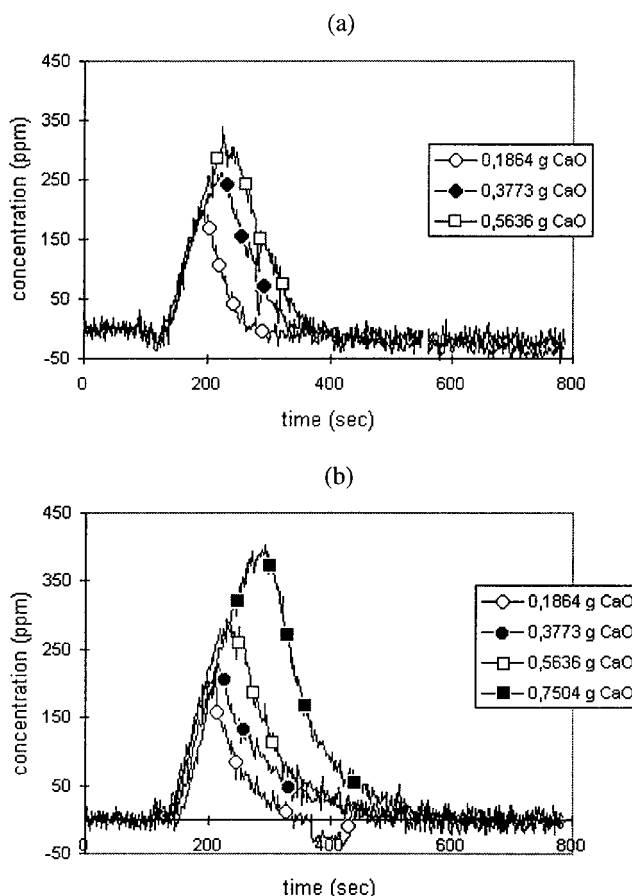 (a)
450
350
250
150
50
-50
concentration (ppm)
0
200
400
600
800
time (sec)
0,1864 g CaO
0,3773 g CaO
0,5636 g CaO
(b)
450
350
250
150
50
-50
concentration (ppm)
0
200
400
600
800
time (sec)
0,1864 g CaO
0,3773 g CaO
0,5636 g CaO
0,7504 g CaO